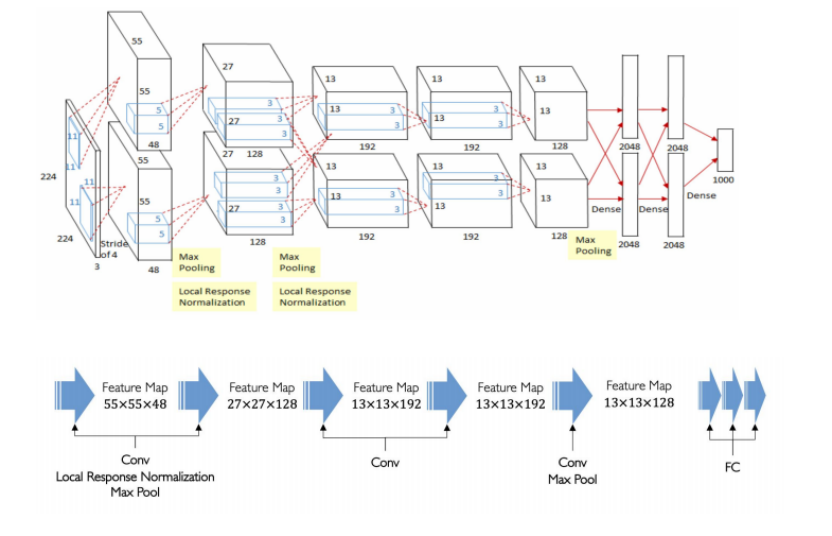 55
27
55
5
5
48
3
27
3
128
13
13
3
3
192
13
3
13
3
192
13
13
128
2048
2048
1000
11
11
224
224
3
11
11
Stride
of 4
55
55
5
5
48
27
3
3
27
3
3
128
13
13
3
3
192
13
3
3
13
192
13
13
128
Dense
Dense
Dense
2048
2048
Max
Pooling
Max
Pooling
Max
Pooling
Local Response
Normalization
Local Response
Normalization
Feature Map
55×55×48
Feature Map
27×27×128
Feature Map
13×13×192
Feature Map
13×13×192
Feature Map
13×13×128
Conv
Local Response Normalization
Max Pool
Conv
Conv
Max Pool
FC